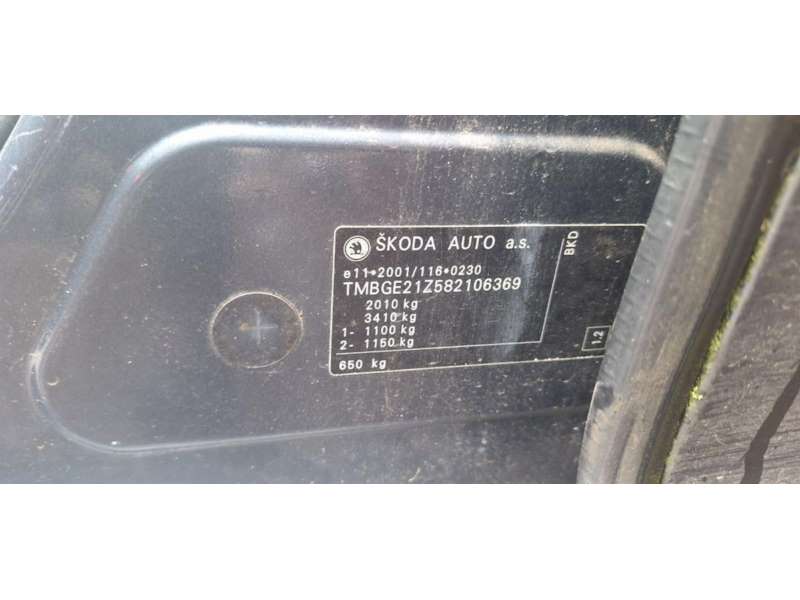 ŠKODA AUTO a.s.
BKD
e11*2001/116*0230
TMBGE21Z582106369
2010 kg
3410 kg
1- 1100 kg
2- 1150 kg
1.2
650 kg